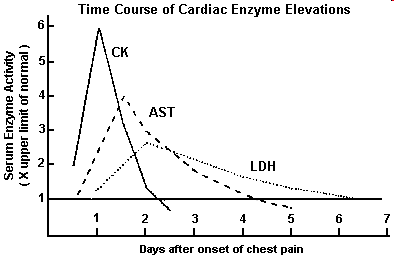 Time Course of Cardiac Enzyme Elevations
Serum Enzyme Activity
( X upper limit of normal )
6
5
4
3
2
1
CK
AST
LDH
1 2 3 4 5 6 7
Days after onset of chest pain